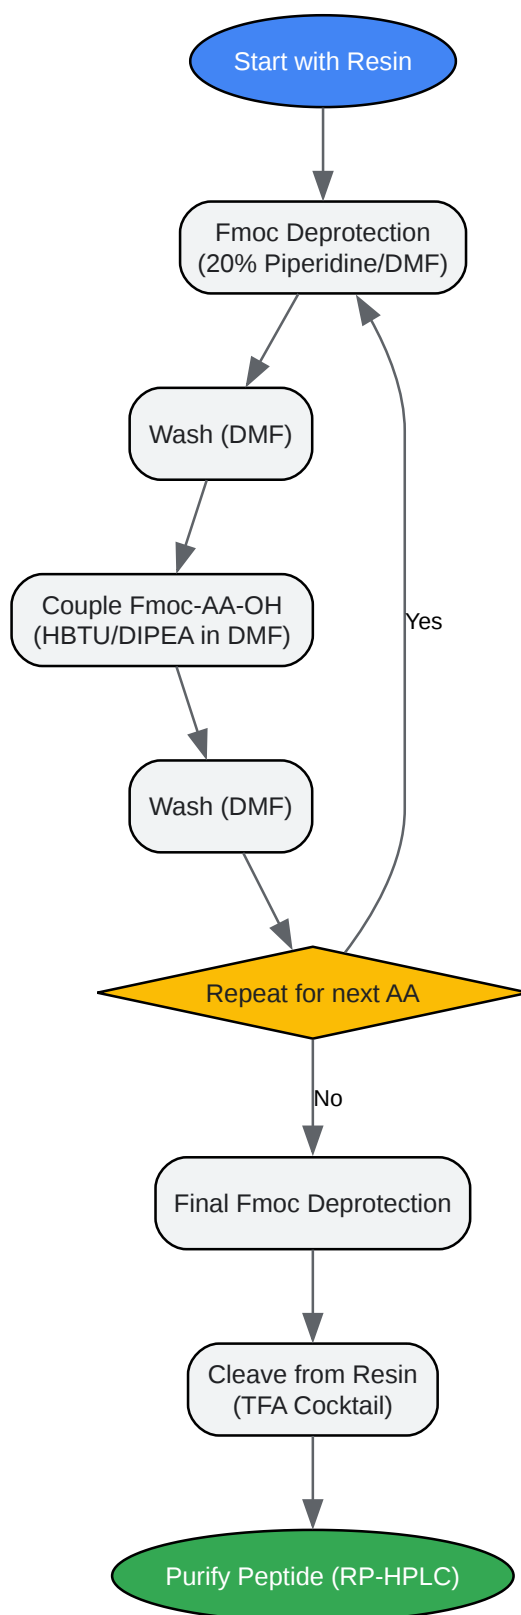 Start with Resin
Fmoc Deprotection
(20% Piperidine/DMF)
Wash (DMF)
Couple Fmoc-AA-OH
(HBTU/DIPEA in DMF)
Yes
Wash (DMF)
Repeat for next AA
No
Final Fmoc Deprotection
Cleave from Resin
(TFA Cocktail)
Purify Peptide (RP-HPLC)